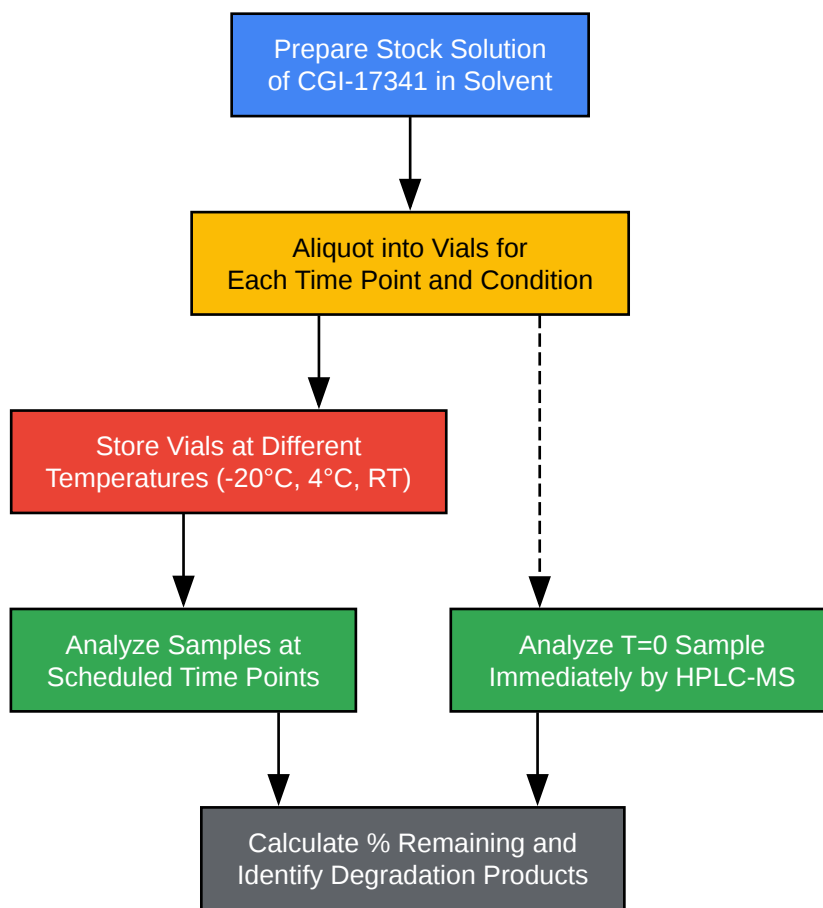 Prepare Stock Solution
of CGI-17341 in Solvent
Aliquot into Vials for
Each Time Point and Condition
Store Vials at Different
Temperatures (-20°C, 4°C, RT)
Analyze Samples at
Scheduled Time Points
Analyze T=0 Sample
Immediately by HPLC-MS
Calculate % Remaining and
Identify Degradation Products